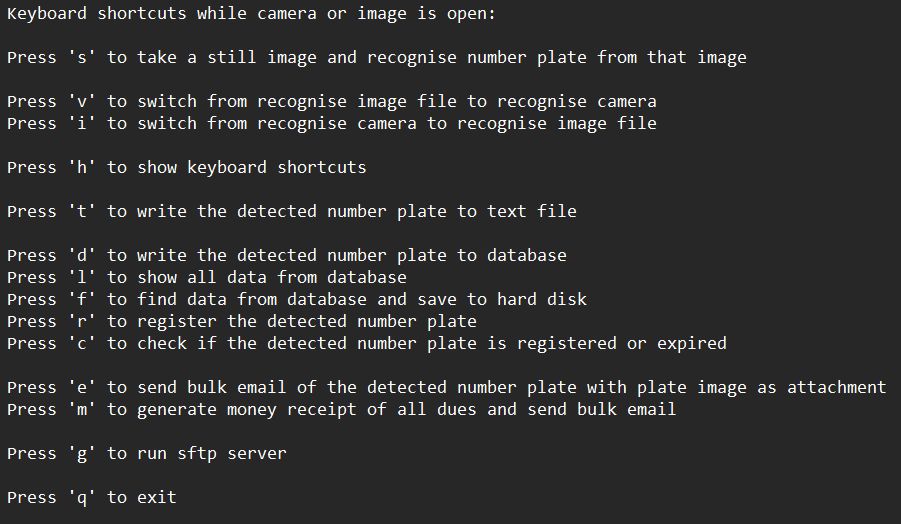 Keyboard shortcuts while camera or image is open:
Press 's' to take a still image and recognise number plate from that image
Press 'v' to switch from recognise image file to recognise camera
Press 'i' to switch from recognise camera to recognise image file
Press 'h' to show keyboard shortcuts
Press 't' to write the detected number plate to text file
Press 'd' to write the detected number plate to database
Press 'l' to show all data from database
Press 'f' to find data from database and save to hard disk
Press 'r' to register the detected number plate
Press 'c' to check if the detected number plate is registered or expired
Press 'e' to send bulk email of the detected number plate with plate image as attachment
Press 'm' to generate money receipt of all dues and send bulk email
Press 'g' to run sftp server
Press 'q' to exit